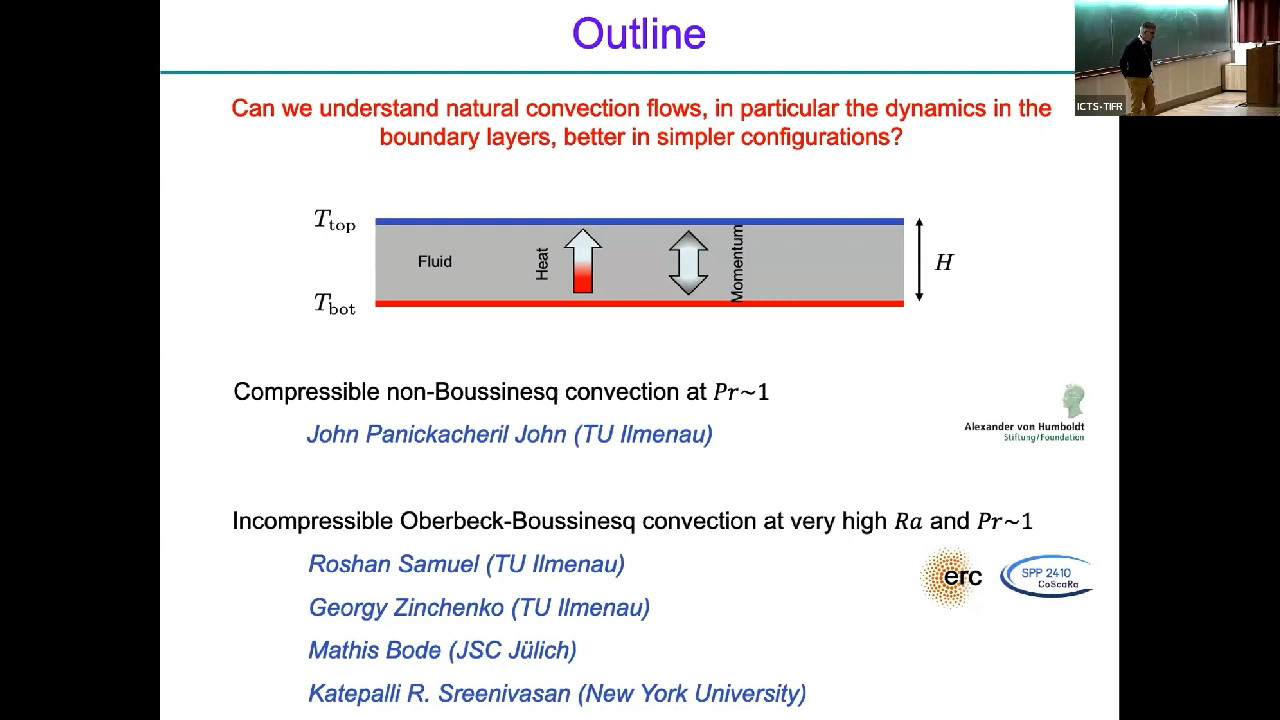 Outline
ICTS-TIFR
Can we understand natural convection flows, in particular the dynamics in the
boundary layers, better in simpler configurations?
T_top
Fluid
Heat
Momentum
H
T_bot
Compressible non-Boussinesq convection at Pr~1
John Panickacheril John (TU Ilmenau)
Alexander von Humboldt
Stiftung/Foundation
Incompressible Oberbeck-Boussinesq convection at very high Ra and Pr~1
Roshan Samuel (TU Ilmenau)
erc
SPP 2410
CoScaRa
Georgy Zinchenko (TU Ilmenau)
Mathis Bode (JSC Jülich)
Katepalli R. Sreenivasan (New York University)